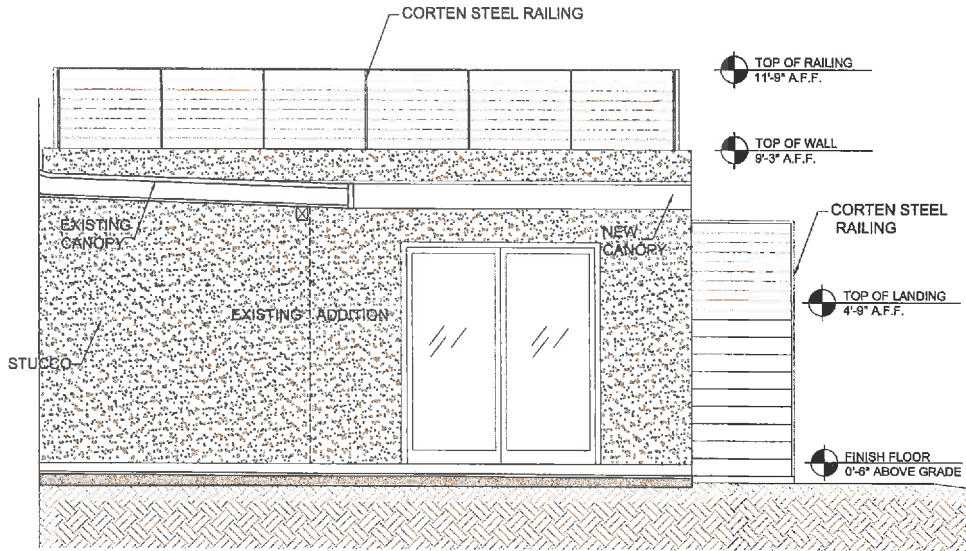 CORTEN STEEL RAILING
TOP OF RAILING
11'-9" A.F.F.
TOP OF WALL
9'-3" A.F.F.
CORTEN STEEL
RAILING
EXISTING
CANOPY
NEW
CANOPY
TOP OF LANDING
4'-9" A.F.F.
EXISTING ADDITION
STUCCO
FINISH FLOOR
0'-6" ABOVE GRADE